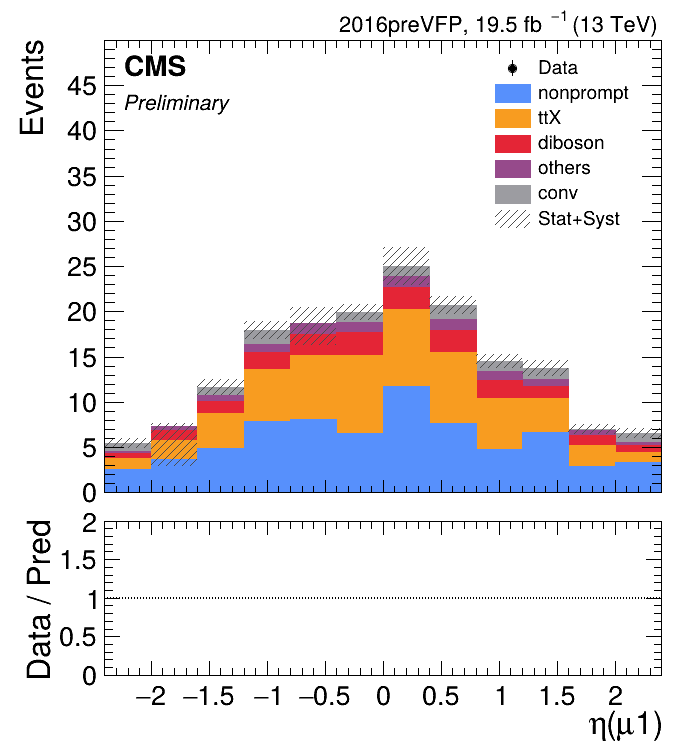 2016preVFP, 19.5 fb⁻¹ (13 TeV)
CMS
Preliminary
Events
Data
nonprompt
ttX
diboson
others
conv
Stat+Syst
45
40
35
30
25
20
15
10
5
0
Data / Pred
2
1.5
1
0.5
0
−2 −1.5 −1 −0.5 0 0.5 1 1.5 2
η(μ1)